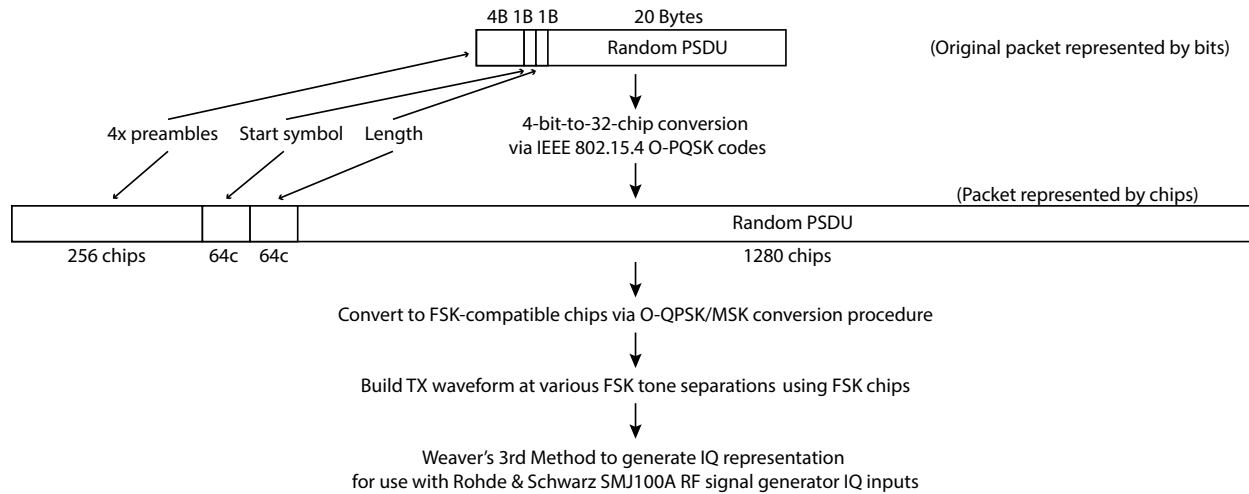 4B 1B 1B 20 Bytes
Random PSDU
(Original packet represented by bits)
4x preambles Start symbol Length
4-bit-to-32-chip conversion
via IEEE 802.15.4 O-PQSK codes
(Packet represented by chips)
Random PSDU
256 chips 64c 64c 1280 chips
Convert to FSK-compatible chips via O-QPSK/MSK conversion procedure
Build TX waveform at various FSK tone separations using FSK chips
Weaver's 3rd Method to generate IQ representation
for use with Rohde & Schwarz SMJ100A RF signal generator IQ inputs